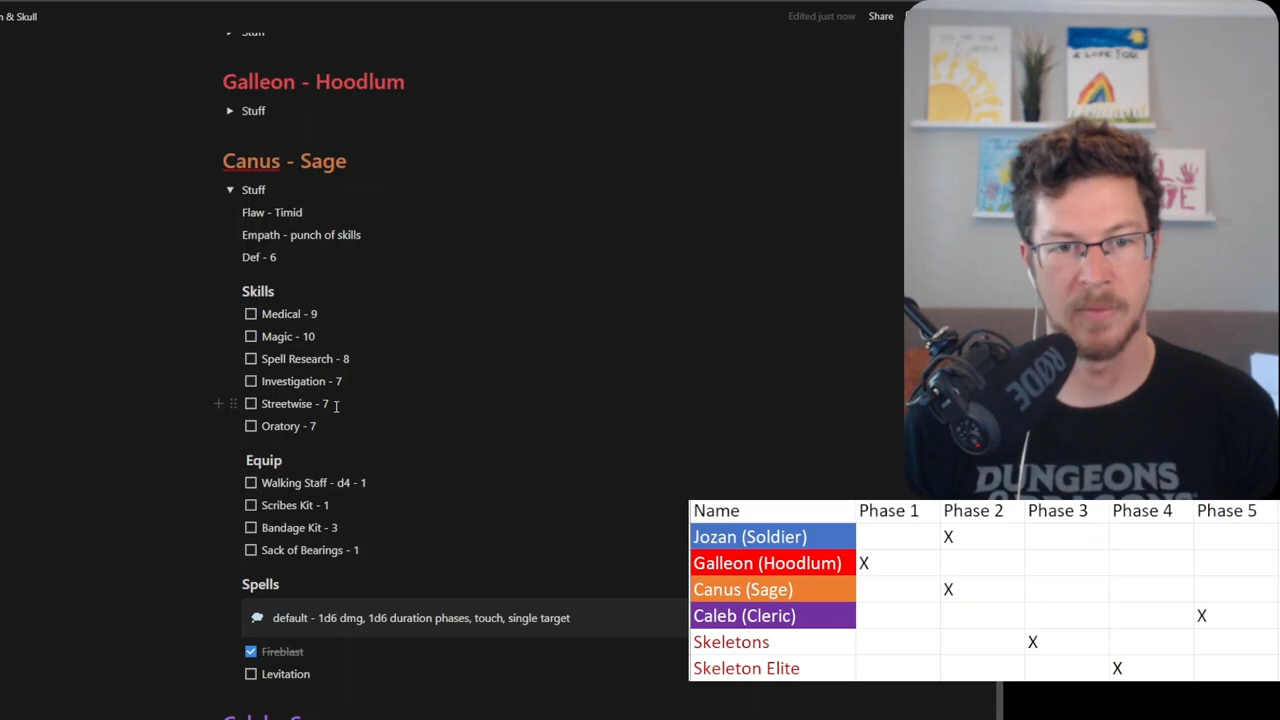 n & Skull
Edited just now
Share
Stuff
Galleon - Hoodlum
Stuff
Canus - Sage
Stuff
Flaw - Timid
Empath - punch of skills
Def - 6
Skills
Medical - 9
Magic - 10
Spell Research - 8
Investigation - 7
Streetwise - 7
Oratory - 7
Equip
Walking Staff - d4 - 1
Scribes Kit - 1
Bandage Kit - 3
Sack of Bearings - 1
Spells
default - 1d6 dmg, 1d6 duration phases, touch, single target
Fireblast
Levitation
RØDE
DUNGEONS
& DRAGONS
Name Phase 1 Phase 2 Phase 3 Phase 4 Phase 5
Jozan (Soldier) X
Galleon (Hoodlum) X
Canus (Sage) X
Caleb (Cleric) X
Skeletons X
Skeleton Elite X